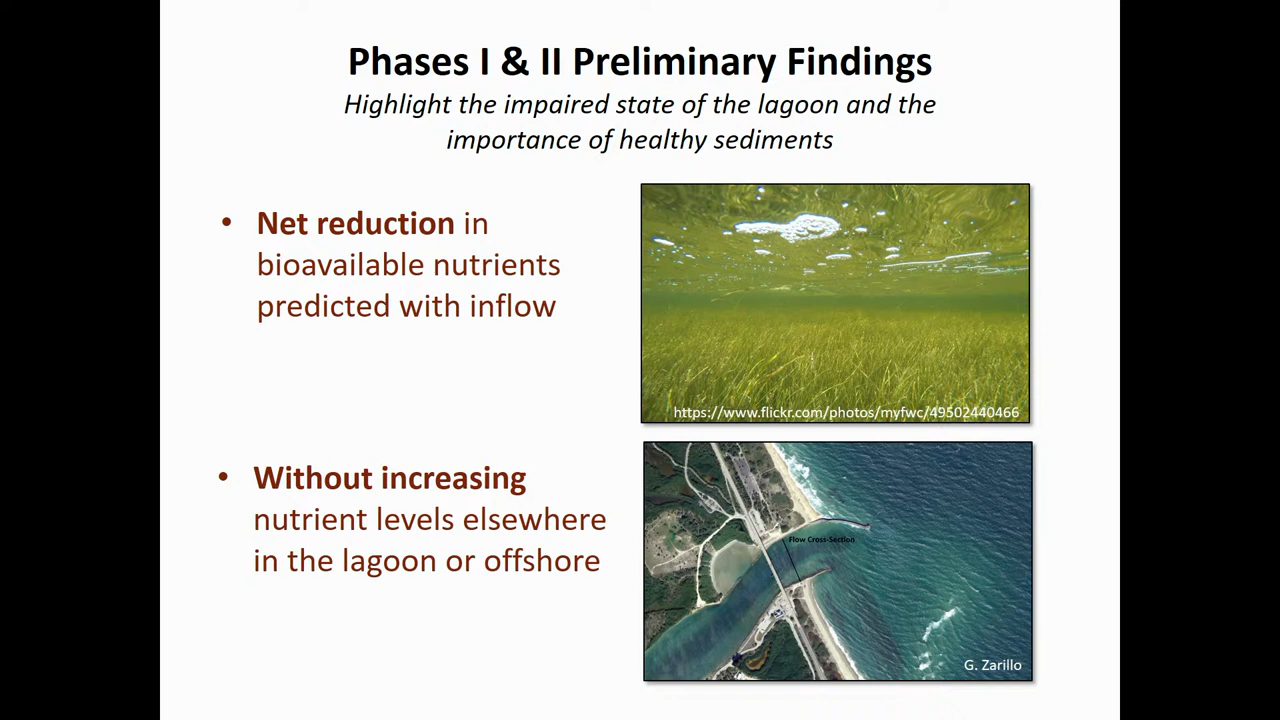 Phases I & II Preliminary Findings
Highlight the impaired state of the lagoon and the
importance of healthy sediments
• Net reduction in
bioavailable nutrients
predicted with inflow
https://www.flickr.com/photos/myfwc/49502440466
• Without increasing
nutrient levels elsewhere
in the lagoon or offshore
Flow Cross-Section
G. Zarillo